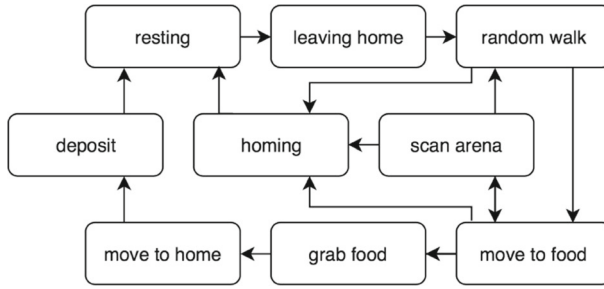 resting
leaving home
random walk
deposit
homing
scan arena
move to home
grab food
move to food